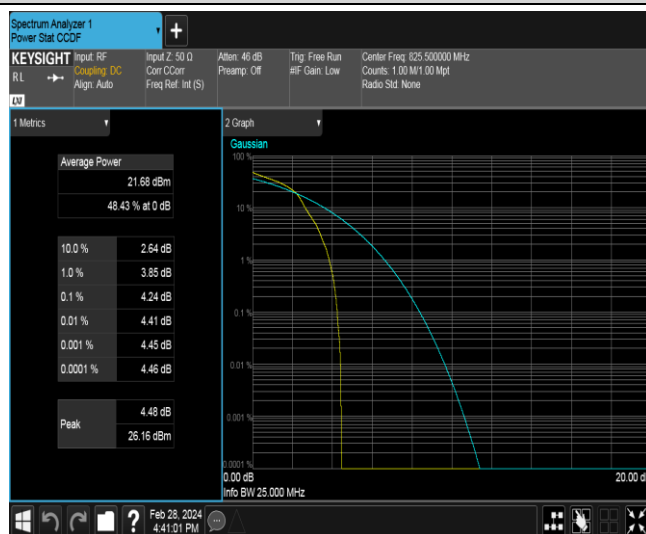 Spectrum Analyzer 1
Power Stat CCDF
KEYSIGHT
RL
LXI
Input: RF
Coupling: DC
Align: Auto
Input Z: 50 Ω
Corr CCorr
Freq Ref: Int (S)
Atten: 46 dB
Preamp: Off
Trig: Free Run
#IF Gain: Low
Center Freq: 825.500000 MHz
Counts: 1.00 M/1.00 Mpt
Radio Std: None
1 Metrics
Average Power
21.68 dBm
48.43 % at 0 dB
10.0 % 2.64 dB
1.0 % 3.85 dB
0.1 % 4.24 dB
0.01 % 4.41 dB
0.001 % 4.45 dB
0.0001 % 4.46 dB
Peak
4.48 dB
26.16 dBm
2 Graph
Gaussian
100 %
10 %
1 %
0.1 %
0.01 %
0.001 %
0.0001 %
0.00 dB 20.00 d
Info BW 25.000 MHz
?
Feb 28, 2024
4:41:01 PM